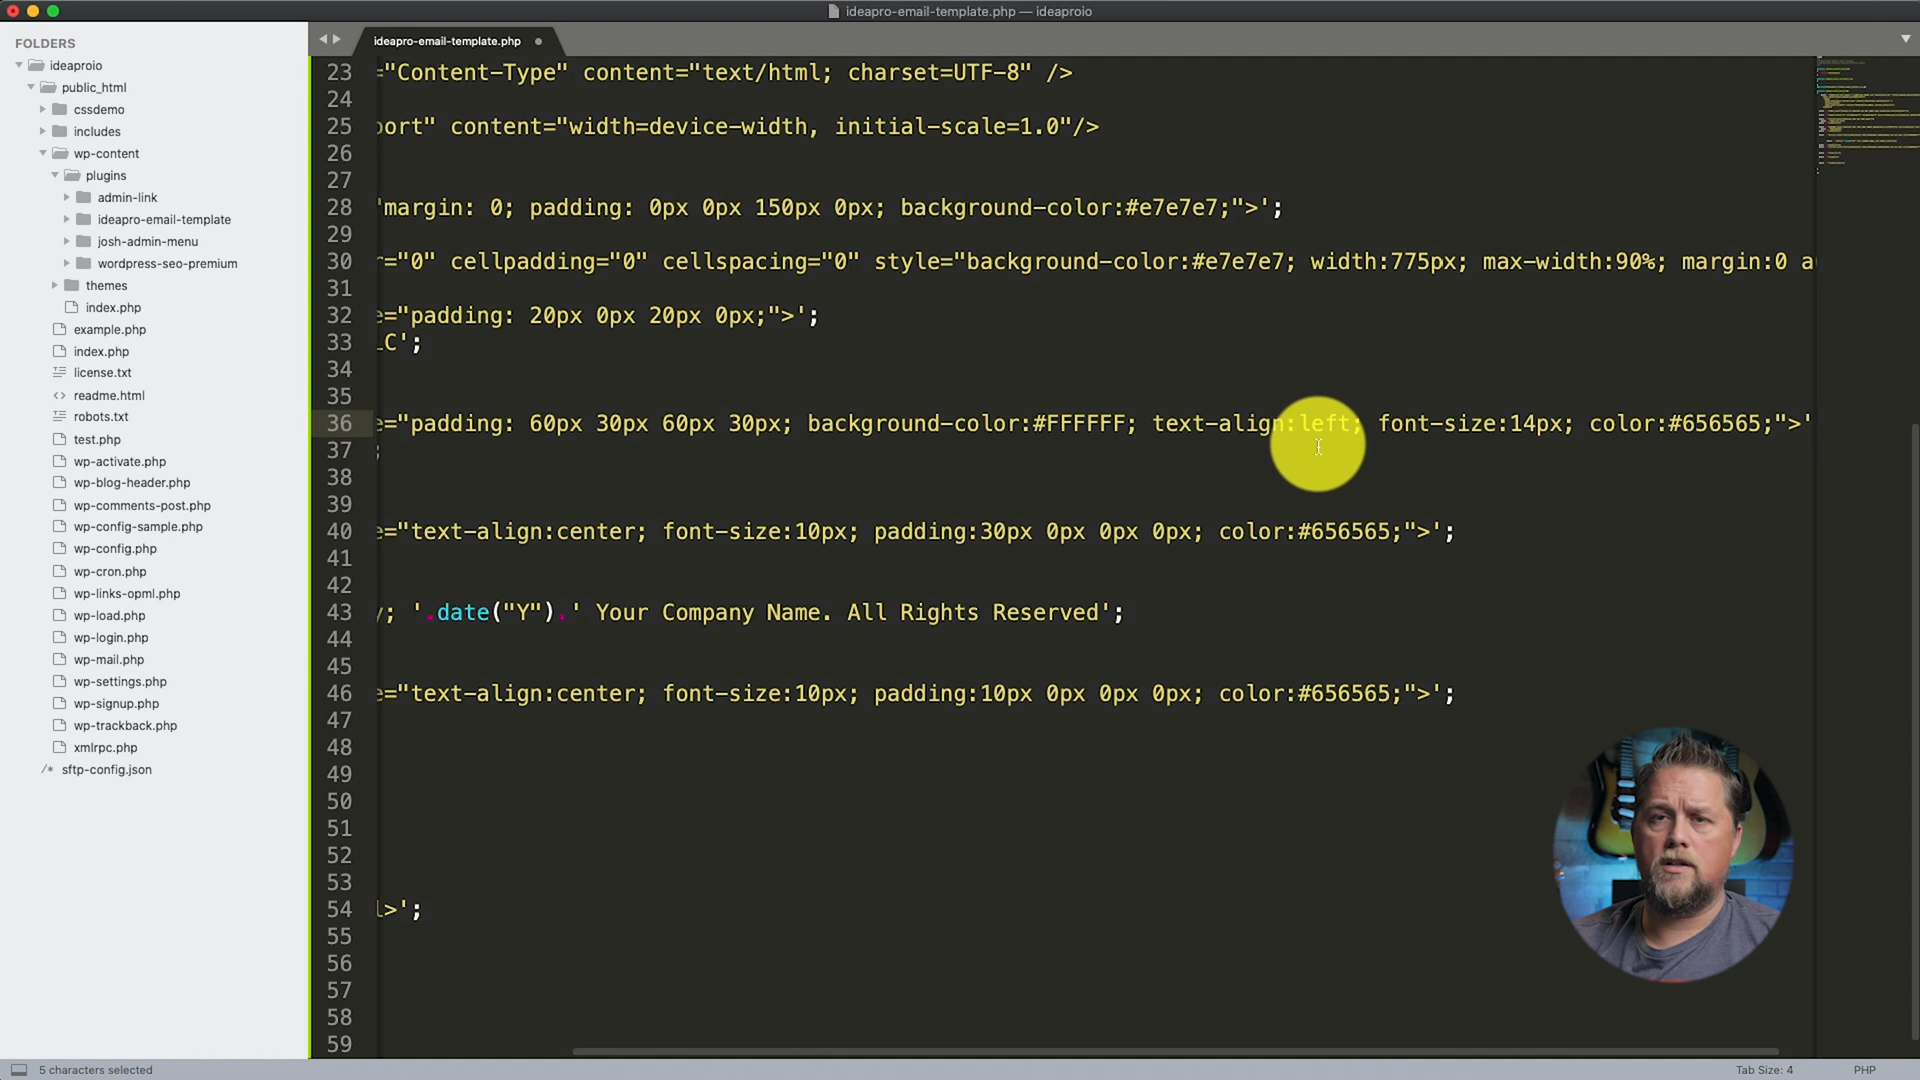 ideapro-email-template.php — ideaproio
FOLDERS
ideaproio
public_html
cssdemo
includes
wp-content
plugins
admin-link
ideapro-email-template
josh-admin-menu
wordpress-seo-premium
themes
index.php
example.php
index.php
license.txt
<> readme.html
robots.txt
test.php
wp-activate.php
wp-blog-header.php
wp-comments-post.php
wp-config-sample.php
wp-config.php
wp-cron.php
wp-links-opml.php
wp-load.php
wp-login.php
wp-mail.php
wp-settings.php
wp-signup.php
wp-trackback.php
xmlrpc.php
/* sftp-config.json
ideapro-email-template.php
23 ="Content-Type" content="text/html; charset=UTF-8" />
24
25 port" content="width=device-width, initial-scale=1.0"/>
26
27
28 'margin: 0; padding: 0px 0px 150px 0px; background-color:#e7e7e7;">';
29
30 r="0" cellpadding="0" cellspacing="0" style="background-color:#e7e7e7; width:775px; max-width:90%; margin:0 a
31
32 e="padding: 20px 0px 20px 0px;">';
33 LC';
34
35
36 e="padding: 60px 30px 60px 30px; background-color:#FFFFFF; text-align:left; font-size:14px; color:#656565;">'
37 ;
38
39
40 e="text-align:center; font-size:10px; padding:30px 0px 0px 0px; color:#656565;">';
41
42
43 y; '.date("Y").' Your Company Name. All Rights Reserved';
44
45
46 e="text-align:center; font-size:10px; padding:10px 0px 0px 0px; color:#656565;">';
47
48
49
50
51
52
53
54 l>';
55
56
57
58
59
5 characters selected
Tab Size: 4
PHP